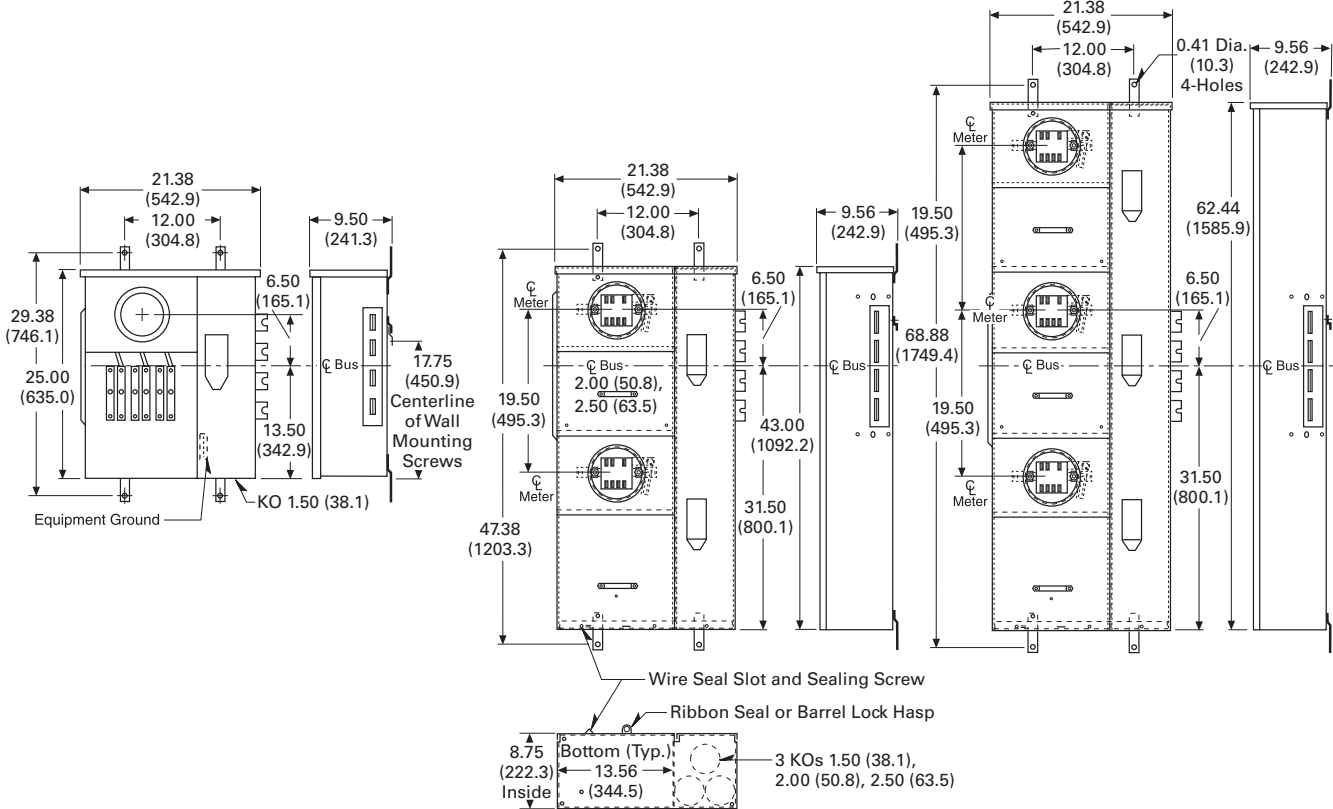 21.38
(542.9)
12.00
(304.8)
9.50
(241.3)
29.38
(746.1)
25.00
(635.0)
6.50
(165.1)
13.50
(342.9)
℄ Bus
17.75
(450.9)
Centerline
of Wall
Mounting
Screws
KO 1.50 (38.1)
Equipment Ground
21.38
(542.9)
12.00
(304.8)
9.56
(242.9)
℄
Meter
6.50
(165.1)
℄ Bus
2.00 (50.8),
2.50 (63.5)
19.50
(495.3)
℄
Meter
47.38
(1203.3)
43.00
(1092.2)
31.50
(800.1)
℄ Bus
21.38
(542.9)
12.00
(304.8)
0.41 Dia.
(10.3)
4-Holes
9.56
(242.9)
℄
Meter
19.50
(495.3)
62.44
(1585.9)
6.50
(165.1)
℄
Meter
68.88
(1749.4)
℄ Bus
19.50
(495.3)
℄
Meter
31.50
(800.1)
Wire Seal Slot and Sealing Screw
Ribbon Seal or Barrel Lock Hasp
8.75
(222.3)
Inside
Bottom (Typ.)
13.56
(344.5)
3 KOs 1.50 (38.1),
2.00 (50.8), 2.50 (63.5)